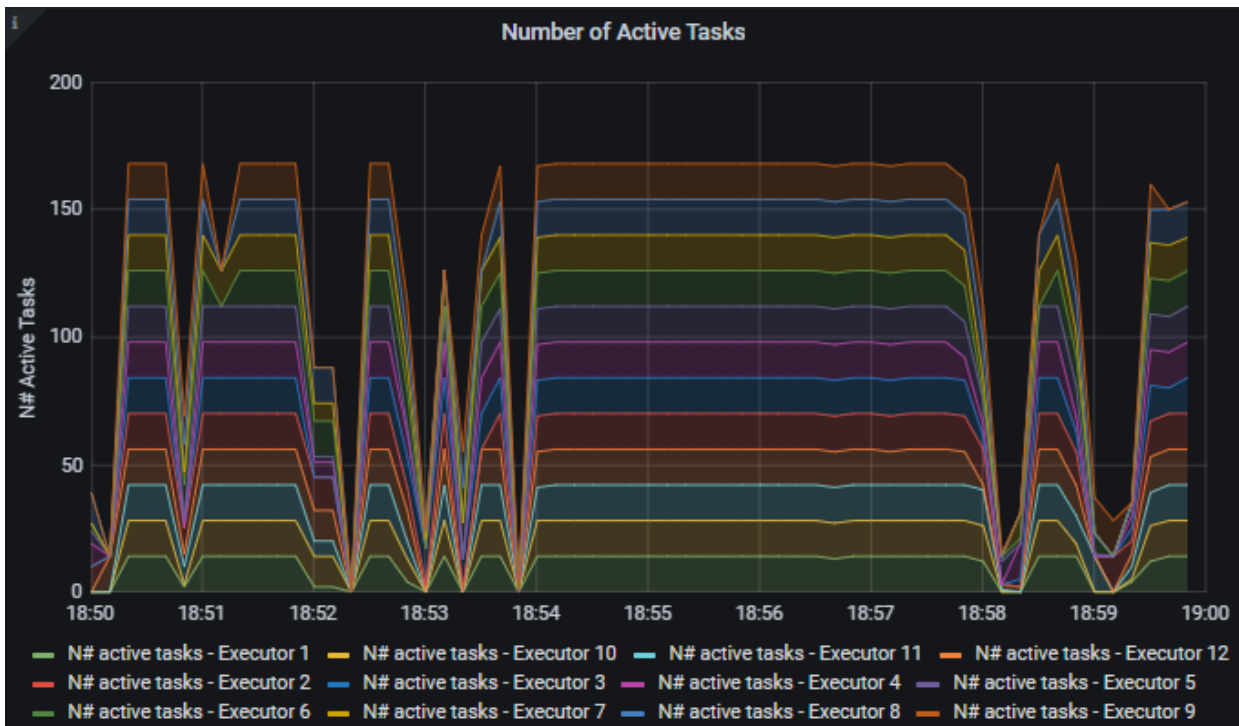 i
Number of Active Tasks
N# Active Tasks
200
150
100
50
0
18:50 18:51 18:52 18:53 18:54 18:55 18:56 18:57 18:58 18:59 19:00
N# active tasks - Executor 1 N# active tasks - Executor 10 N# active tasks - Executor 11 N# active tasks - Executor 12
N# active tasks - Executor 2 N# active tasks - Executor 3 N# active tasks - Executor 4 N# active tasks - Executor 5
N# active tasks - Executor 6 N# active tasks - Executor 7 N# active tasks - Executor 8 N# active tasks - Executor 9